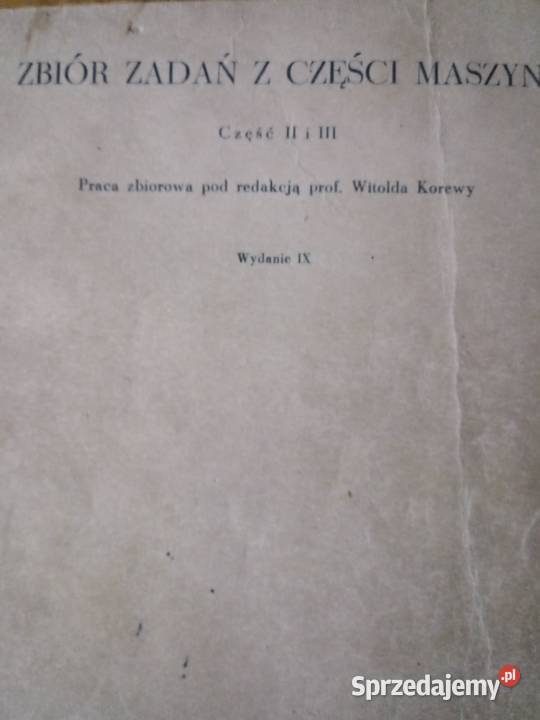 ZBIÓR ZADAŃ Z CZĘŚCI MASZYN
Część II i III
Praca zbiorowa pod redakcją prof. Witolda Korewy
Wydanie IX
Sprzedajemy.pl